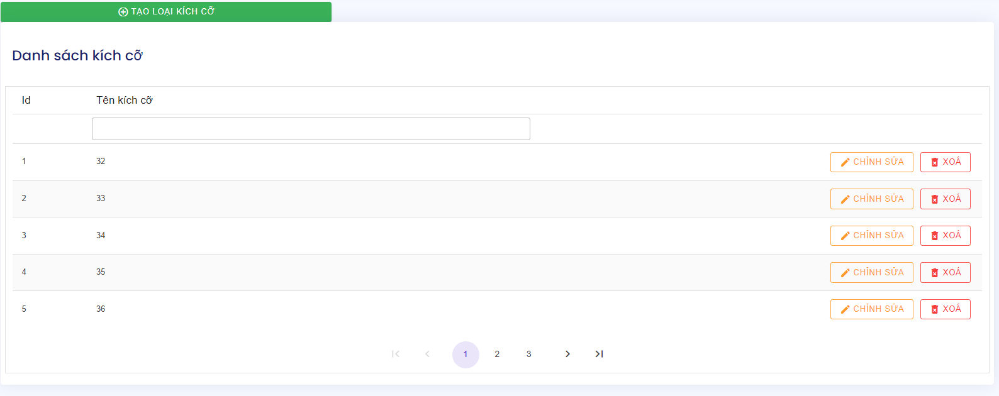 TẠO LOẠI KÍCH CỠ
Danh sách kích cỡ
Id Tên kích cỡ
1 32 CHỈNH SỬA XOÁ
2 33 CHỈNH SỬA XOÁ
3 34 CHỈNH SỬA XOÁ
4 35 CHỈNH SỬA XOÁ
5 36 CHỈNH SỬA XOÁ
1 2 3